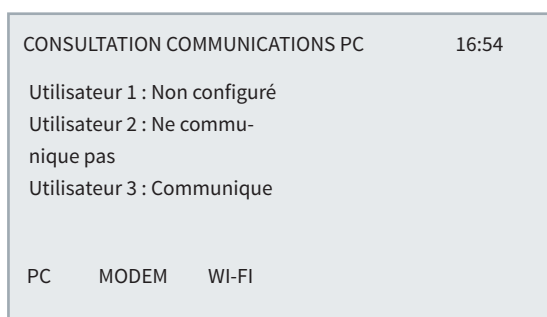 CONSULTATION COMMUNICATIONS PC 16:54
Utilisateur 1 : Non configuré
Utilisateur 2 : Ne commu-
nique pas
Utilisateur 3 : Communique
PC MODEM WI-FI